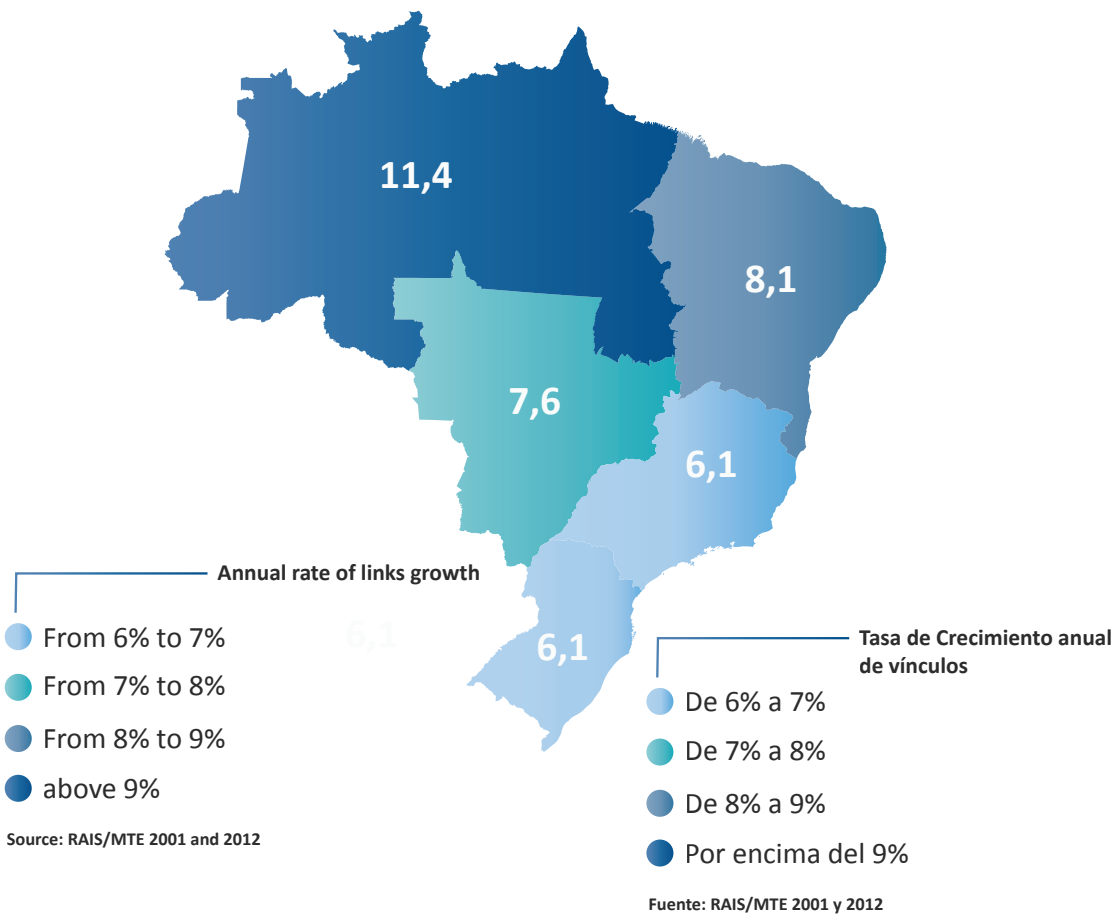 11,4
8,1
7,6
6,1
Annual rate of links growth
From 6% to 7%
From 7% to 8%
From 8% to 9%
above 9%
Source: RAIS/MTE 2001 and 2012
6,1
6,1
Tasa de Crecimiento anual
de vínculos
De 6% a 7%
De 7% a 8%
De 8% a 9%
Por encima del 9%
Fuente: RAIS/MTE 2001 y 2012